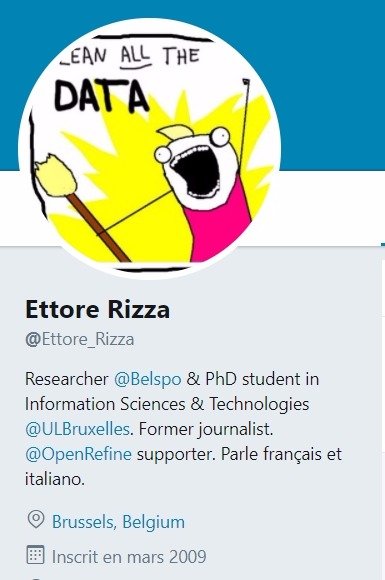 LEAN ALL THE
DATA
Ettore Rizza
@Ettore_Rizza
Researcher @Belspo & PhD student in
Information Sciences & Technologies
@ULBruxelles. Former journalist.
@OpenRefine supporter. Parle français et
italiano.
Brussels, Belgium
Inscrit en mars 2009